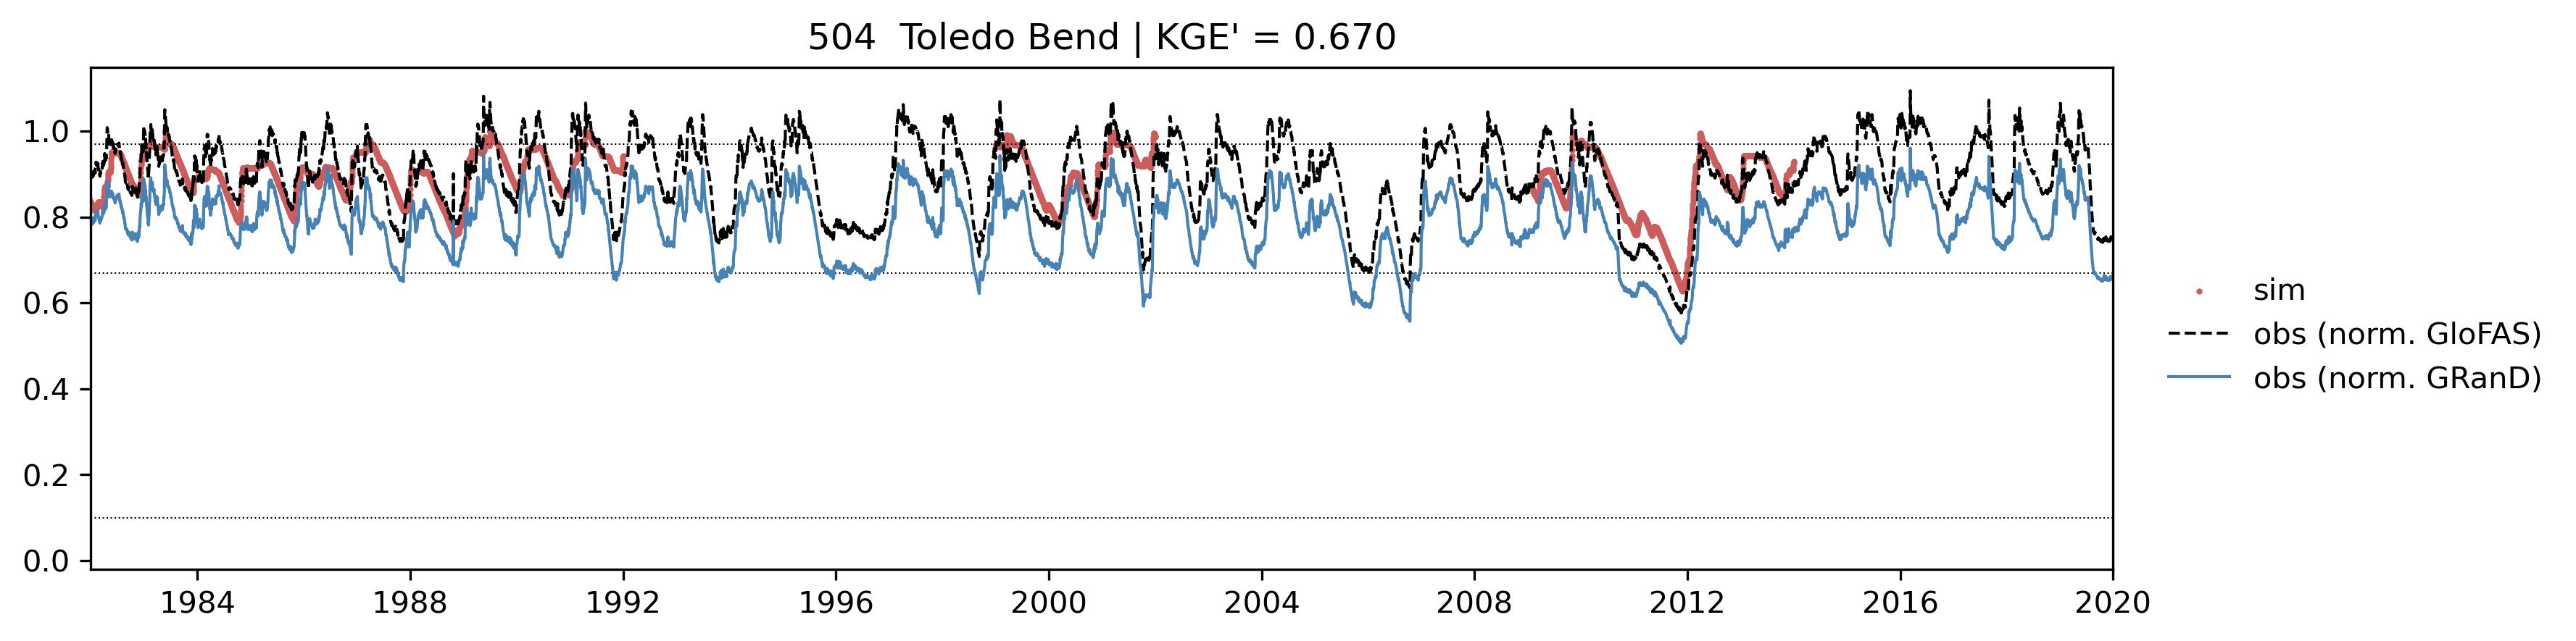 504  Toledo Bend | KGE' = 0.670
1.0
0.8
0.6
0.4
0.2
0.0
1984 1988 1992 1996 2000 2004 2008 2012 2016 2020
sim
obs (norm. GloFAS)
obs (norm. GRanD)